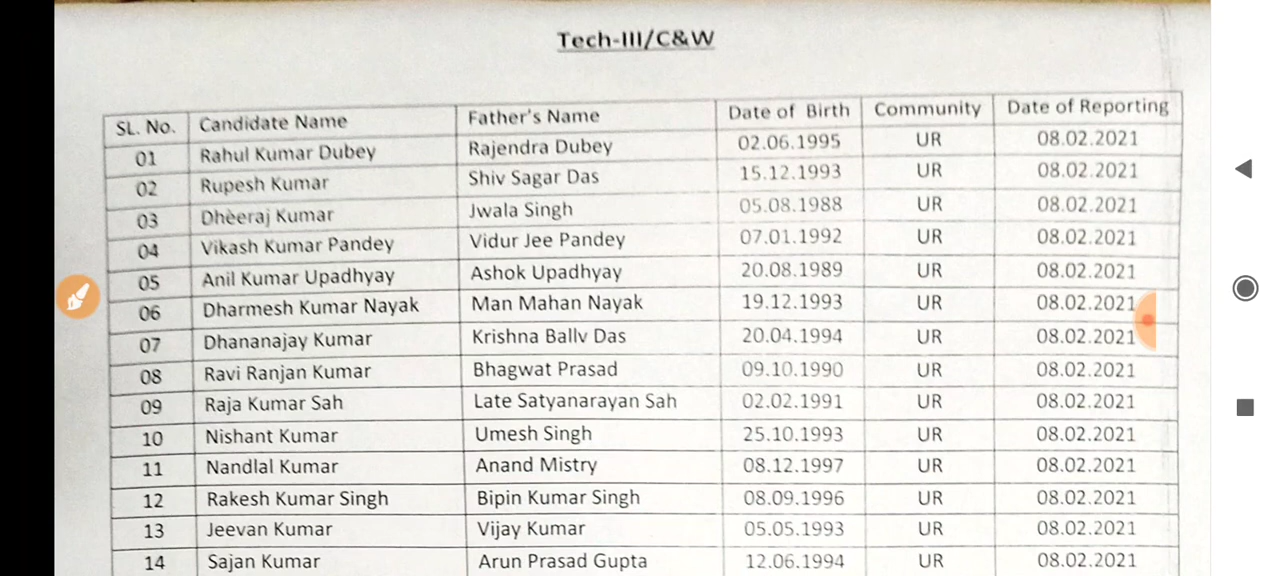 Tech-III/C&W
SL. No. Candidate Name Father's Name Date of Birth Community Date of Reporting
01 Rahul Kumar Dubey Rajendra Dubey 02.06.1995 UR 08.02.2021
02 Rupesh Kumar Shiv Sagar Das 15.12.1993 UR 08.02.2021
03 Dheeraj Kumar Jwala Singh 05.08.1988 UR 08.02.2021
04 Vikash Kumar Pandey Vidur Jee Pandey 07.01.1992 UR 08.02.2021
05 Anil Kumar Upadhyay Ashok Upadhyay 20.08.1989 UR 08.02.2021
06 Dharmesh Kumar Nayak Man Mahan Nayak 19.12.1993 UR 08.02.2021
07 Dhananajay Kumar Krishna Ballv Das 20.04.1994 UR 08.02.2021
08 Ravi Ranjan Kumar Bhagwat Prasad 09.10.1990 UR 08.02.2021
09 Raja Kumar Sah Late Satyanarayan Sah 02.02.1991 UR 08.02.2021
10 Nishant Kumar Umesh Singh 25.10.1993 UR 08.02.2021
11 Nandlal Kumar Anand Mistry 08.12.1997 UR 08.02.2021
12 Rakesh Kumar Singh Bipin Kumar Singh 08.09.1996 UR 08.02.2021
13 Jeevan Kumar Vijay Kumar 05.05.1993 UR 08.02.2021
14 Sajan Kumar Arun Prasad Gupta 12.06.1994 UR 08.02.2021